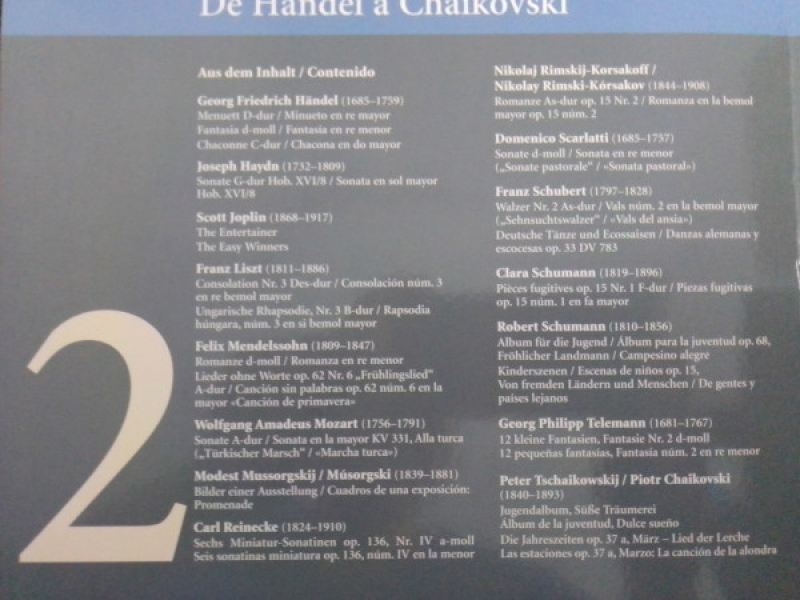 De Händel a Chaikovski
Aus dem Inhalt / Contenido
Georg Friedrich Händel (1685–1759)
Menuett D-dur / Minueto en re mayor
Fantasia d-moll / Fantasia en re menor
Chaconne C-dur / Chacona en do mayor
Joseph Haydn (1732–1809)
Sonate G-dur Hob. XVI/8 / Sonata en sol mayor
Hob. XVI/8
Scott Joplin (1868–1917)
The Entertainer
The Easy Winners
Franz Liszt (1811–1886)
Consolation Nr. 3 Des-dur / Consolación núm. 3
en re bemol mayor
Ungarische Rhapsodie, Nr. 3 B-dur / Rapsodia
húngara, núm. 3 en si bemol mayor
Felix Mendelssohn (1809–1847)
Romanze d-moll / Romanza en re menor
Lieder ohne Worte op. 62 Nr. 6 „Frühlingslied"
A-dur / Canción sin palabras op. 62 núm. 6 en la
mayor «Canción de primavera»
Wolfgang Amadeus Mozart (1756–1791)
Sonate A-dur / Sonata en la mayor KV 331, Alla turca
(„Türkischer Marsch" / «Marcha turca»)
Modest Mussorgskij / Músorgski (1839–1881)
Bilder einer Ausstellung / Cuadros de una exposición:
Promenade
Carl Reinecke (1824–1910)
Sechs Miniatur-Sonatinen op. 136, Nr. IV a-moll
Seis sonatinas miniatura op. 136, núm. IV en la menor
2
Nikolaj Rimskij-Korsakoff /
Nikolay Rimski-Kórsakov (1844–1908)
Romanze As-dur op. 15 Nr. 2 / Romanza en la bemol
mayor op. 15 núm. 2
Domenico Scarlatti (1685–1757)
Sonate d-moll / Sonata en re menor
(„Sonate pastorale" / «Sonata pastoral»)
Franz Schubert (1797–1828)
Walzer Nr. 2 As-dur / Vals núm. 2 en la bemol mayor
(„Sehnsuchtswalzer" / «Vals del ansia»)
Deutsche Tänze und Ecossaisen / Danzas alemanas y
escocesas op. 33 DV 783
Clara Schumann (1819–1896)
Pièces fugitives op. 15 Nr. 1 F-dur / Piezas fugitivas
op. 15 núm. 1 en fa mayor
Robert Schumann (1810–1856)
Album für die Jugend / Álbum para la juventud op. 68,
Fröhlicher Landmann / Campesino alegre
Kinderszenen / Escenas de niños op. 15,
Von fremden Ländern und Menschen / De gentes y
países lejanos
Georg Philipp Telemann (1681–1767)
12 kleine Fantasien, Fantasie Nr. 2 d-moll
12 pequeñas fantasías, Fantasia núm. 2 en re menor
Peter Tschaikowskij / Piotr Chaikovski
(1840–1893)
Jugendalbum, Süße Träumerei
Álbum de la juventud, Dulce sueño
Die Jahreszeiten op. 37 a, März – Lied der Lerche
Las estaciones op. 37 a, Marzo: La canción de la alondra